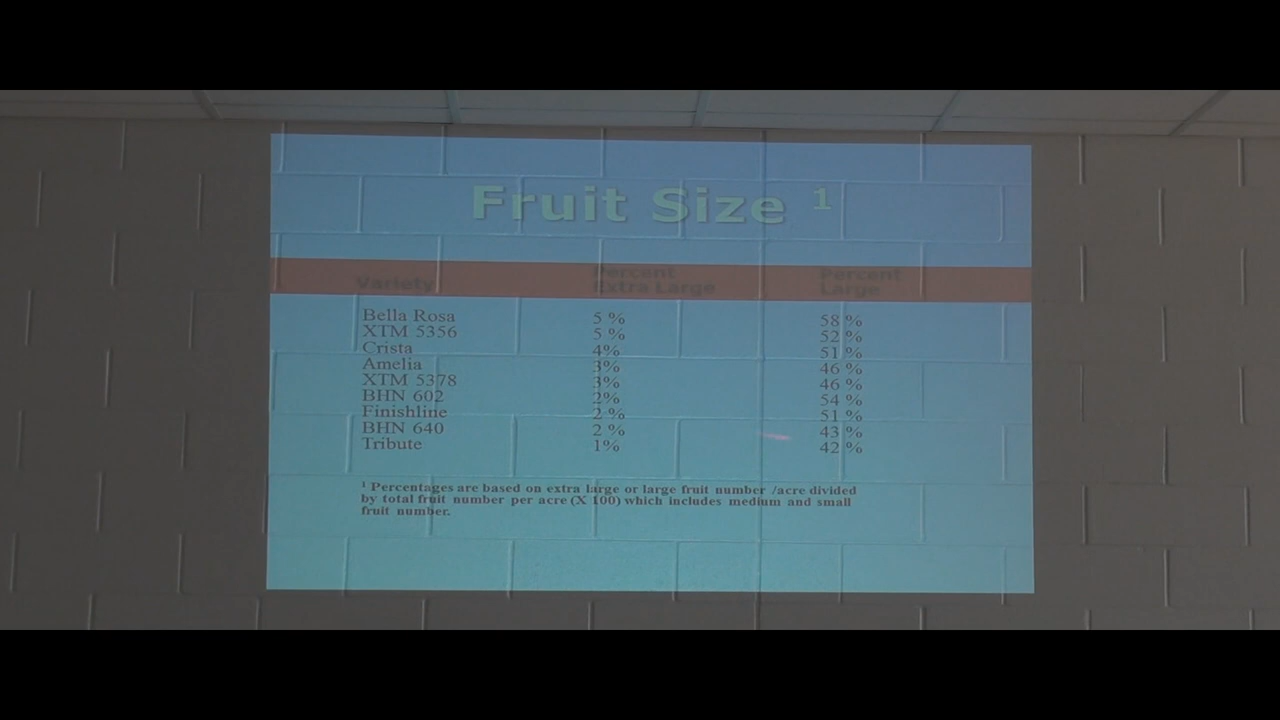 Fruit Size ¹
Variety Percent Extra Large Percent Large
Bella Rosa 5 % 58 %
XTM 5356 5 % 52 %
Crista 4% 51 %
Amelia 3% 46 %
XTM 5378 3% 46 %
BHN 602 2% 54 %
Finishline 2 % 51 %
BHN 640 2 % 43 %
Tribute 1% 42 %
¹ Percentages are based on extra large or large fruit number /acre divided
by total fruit number per acre (X 100) which includes medium and small
fruit number.